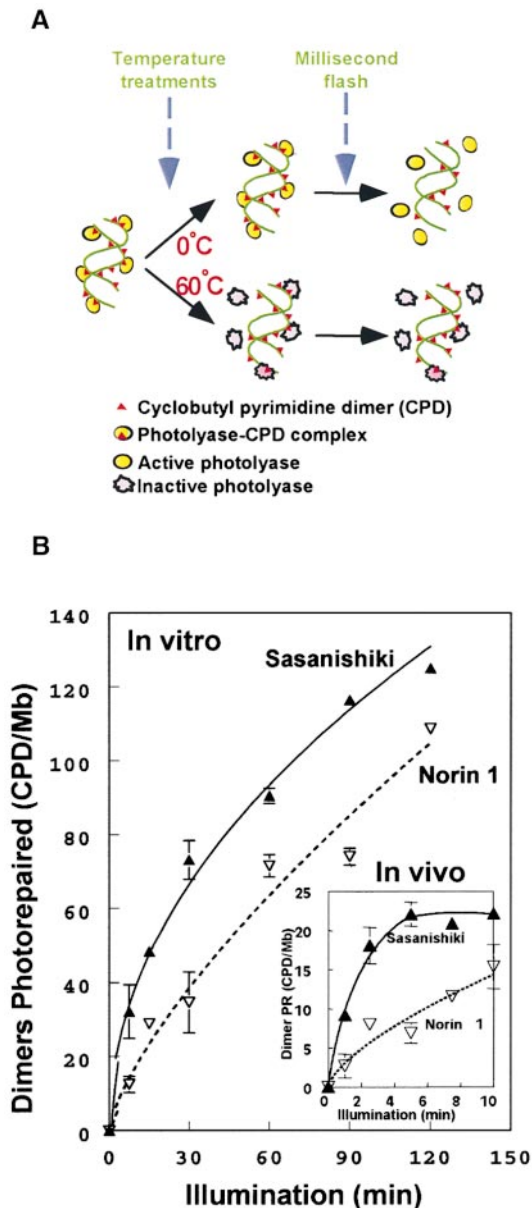 A
Temperature treatments
Millisecond flash
0°C
60°C
Cyclobutyl pyrimidine dimer (CPD)
Photolyase-CPD complex
Active photolyase
Inactive photolyase
B
In vitro
Sasanishiki
Norin 1
Dimers Photorepaired (CPD/Mb)
140
120
100
80
60
40
20
0
0
30
60
90
120
150
Illumination (min)
In vivo
Sasanishiki
Norin 1
Dimer PR (CPD/Mb)
25
20
15
10
5
0
0
2
4
6
8
10
Illumination (min)